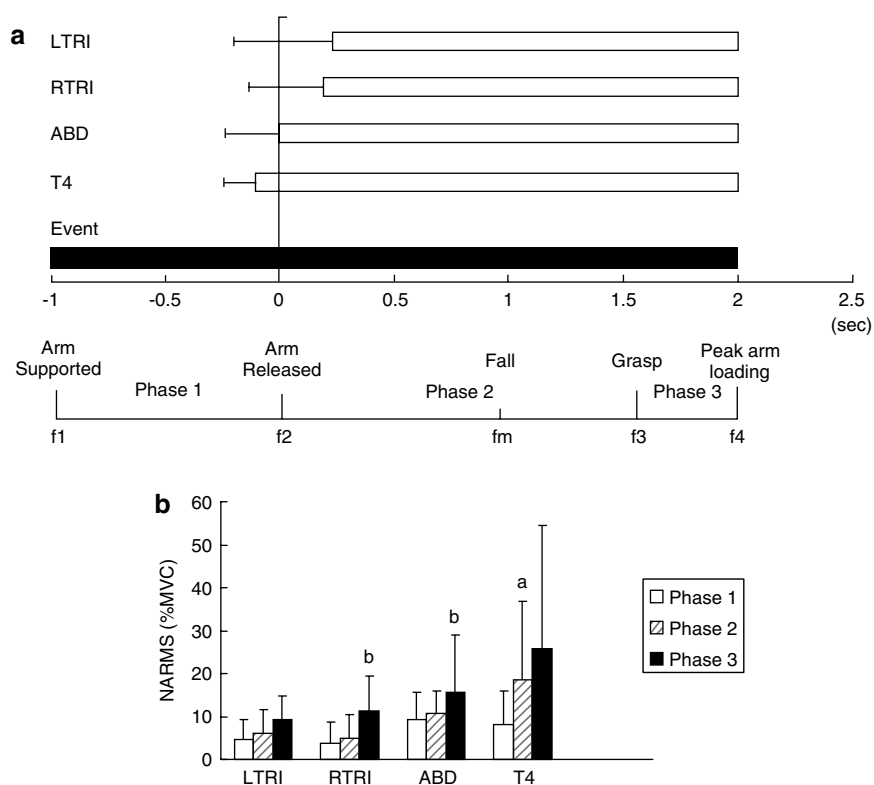 a
LTRI
RTRI
ABD
T4
Event
-1 -0.5 0 0.5 1 1.5 2 2.5
(sec)
Arm Supported
Arm Released
Fall
Grasp
Peak arm loading
Phase 1
Phase 2
Phase 3
f1 f2 fm f3 f4
b
60
50
40
30
20
10
0
NARMS (%MVC)
b
b
a
Phase 1
Phase 2
Phase 3
LTRI RTRI ABD T4